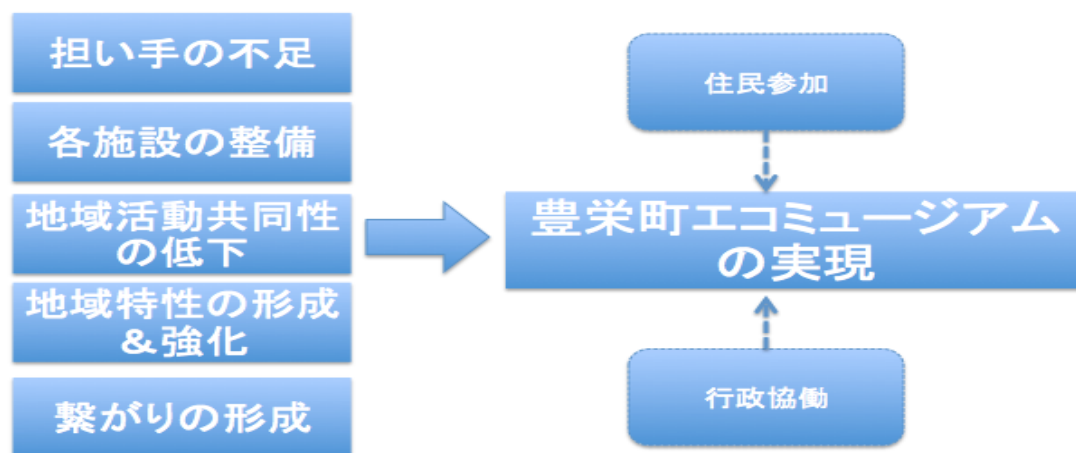 担い手の不足
各施設の整備
地域活動共同性
の低下
地域特性の形成
&強化
繋がりの形成
住民参加
豊栄町エコミュージアム
の実現
行政協働